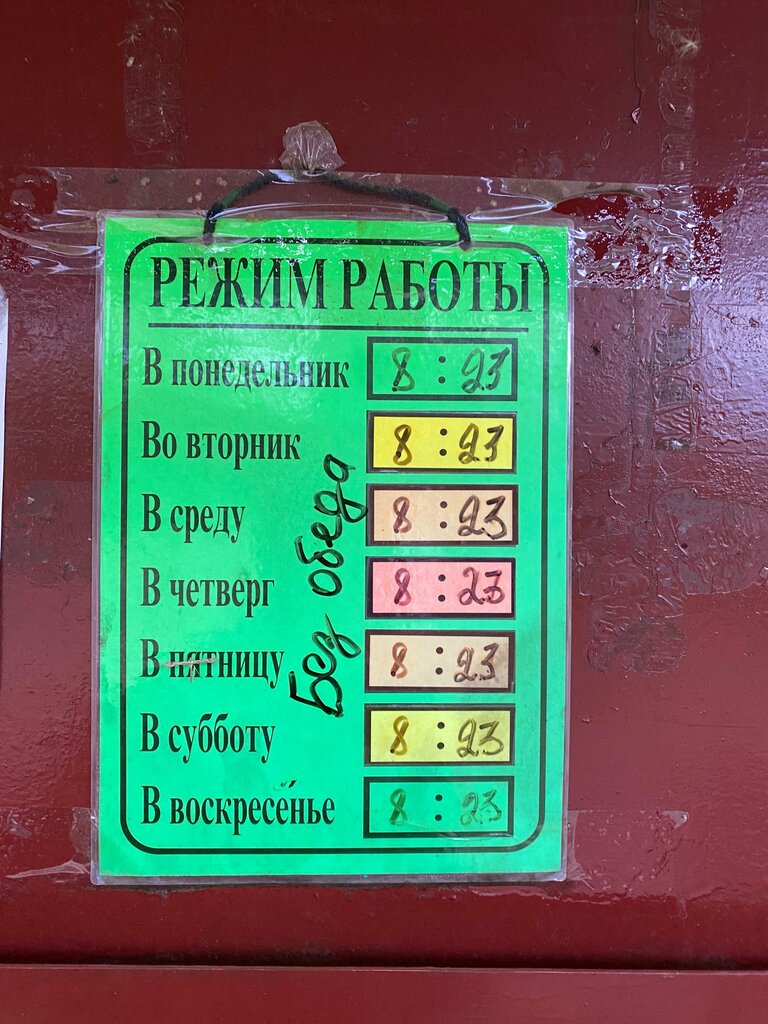 РЕЖИМ РАБОТЫ
В понедельник 8 : 23
Во вторник 8 : 23
В среду 8 : 23
В четверг 8 : 23
В пятницу 8 : 23
В субботу 8 : 23
В воскресенье 8 : 23
Без обеда